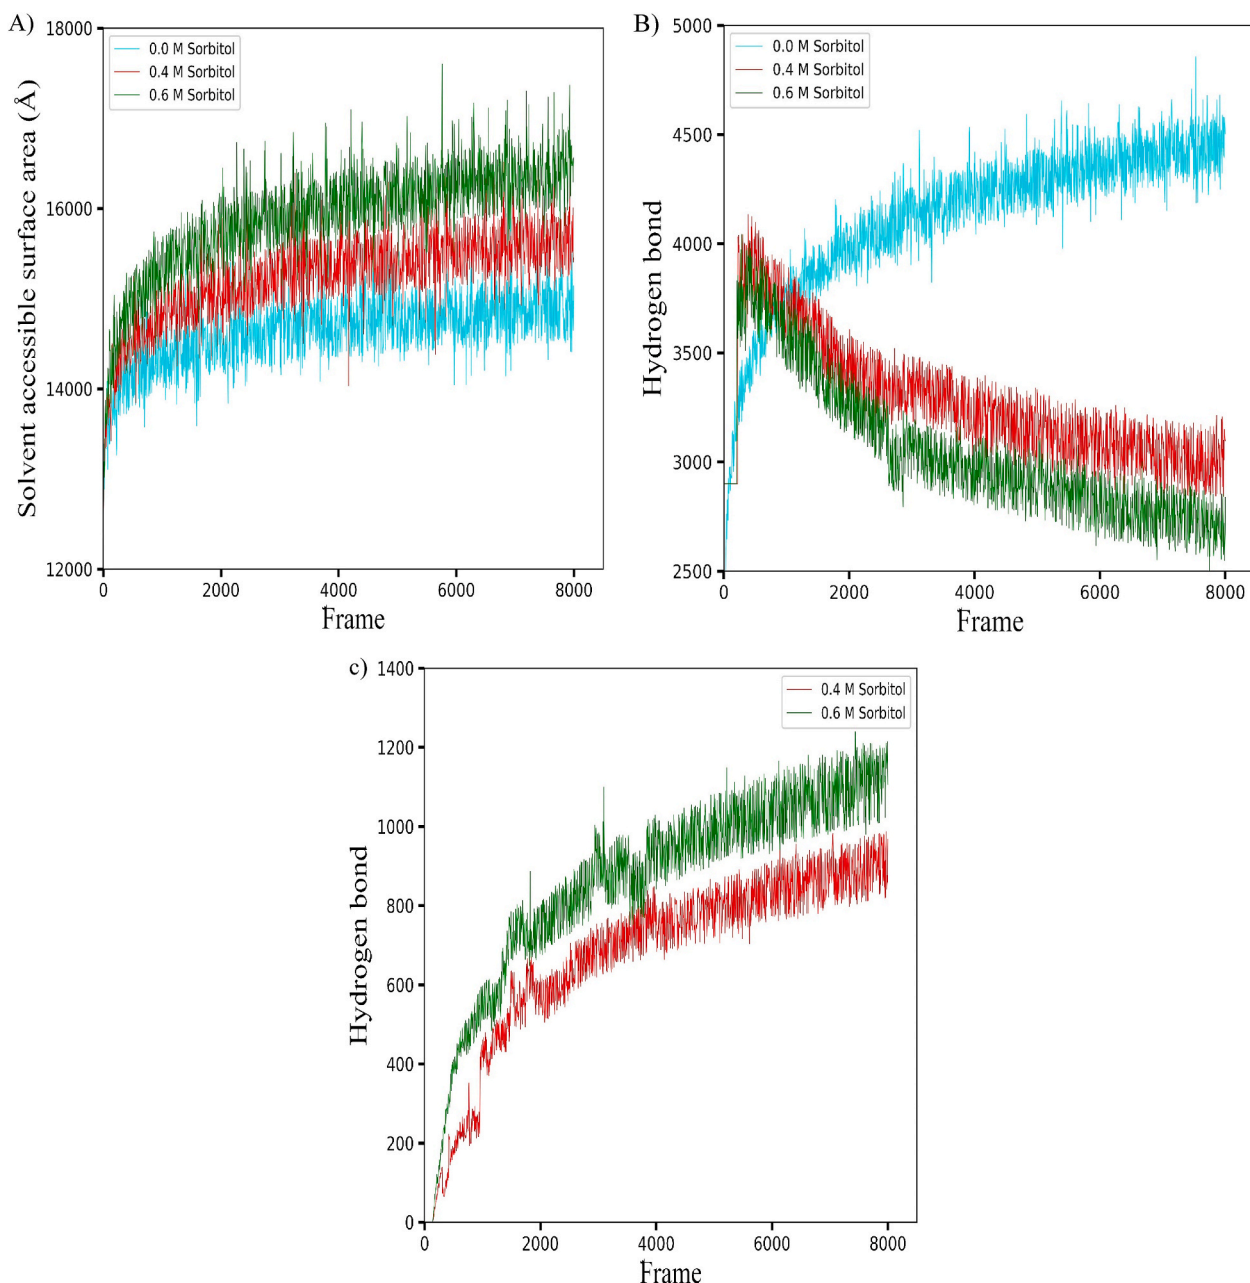 A)
18000
16000
14000
12000
Solvent accessible surface area (Å)
0.0 M Sorbitol
0.4 M Sorbitol
0.6 M Sorbitol
0
2000
4000
6000
8000
Frame
B)
5000
4500
4000
3500
3000
2500
Hydrogen bond
0.0 M Sorbitol
0.4 M Sorbitol
0.6 M Sorbitol
0
2000
4000
6000
8000
Frame
c)
1400
1200
1000
800
600
400
200
0
Hydrogen bond
0.4 M Sorbitol
0.6 M Sorbitol
0
2000
4000
6000
8000
Frame